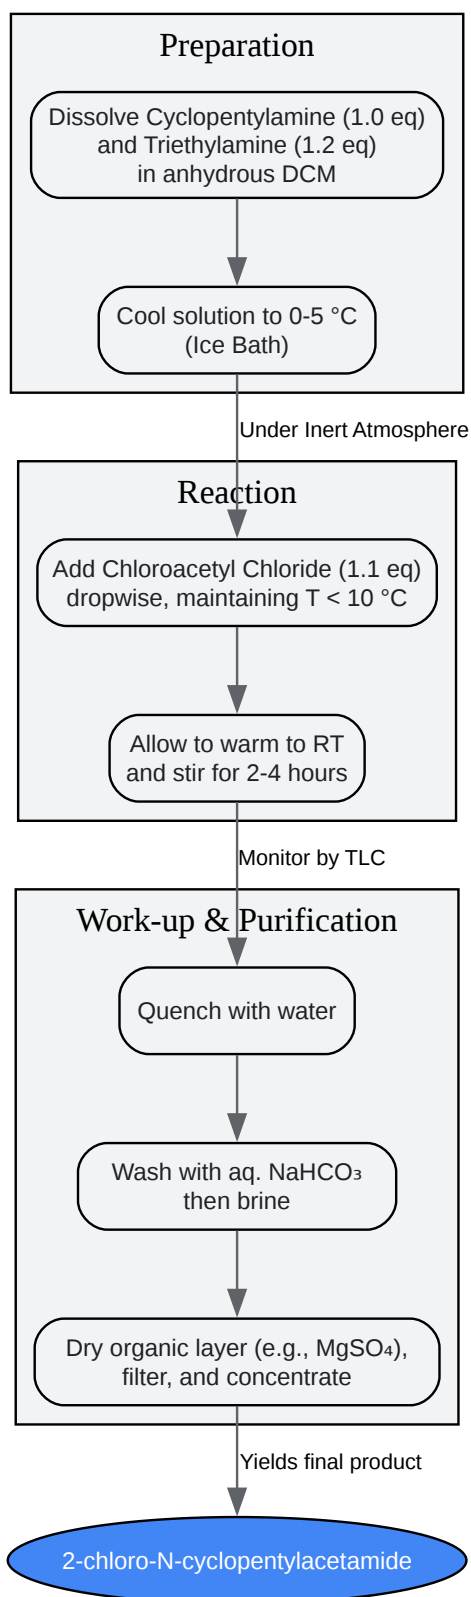 Preparation
Dissolve Cyclopentylamine (1.0 eq)
and Triethylamine (1.2 eq)
in anhydrous DCM
Cool solution to 0-5 °C
(Ice Bath)
Under Inert Atmosphere
Reaction
Add Chloroacetyl Chloride (1.1 eq)
dropwise, maintaining T < 10 °C
Allow to warm to RT
and stir for 2-4 hours
Monitor by TLC
Work-up & Purification
Quench with water
Wash with aq. NaHCO₃
then brine
Dry organic layer (e.g., MgSO₄),
filter, and concentrate
Yields final product
2-chloro-N-cyclopentylacetamide